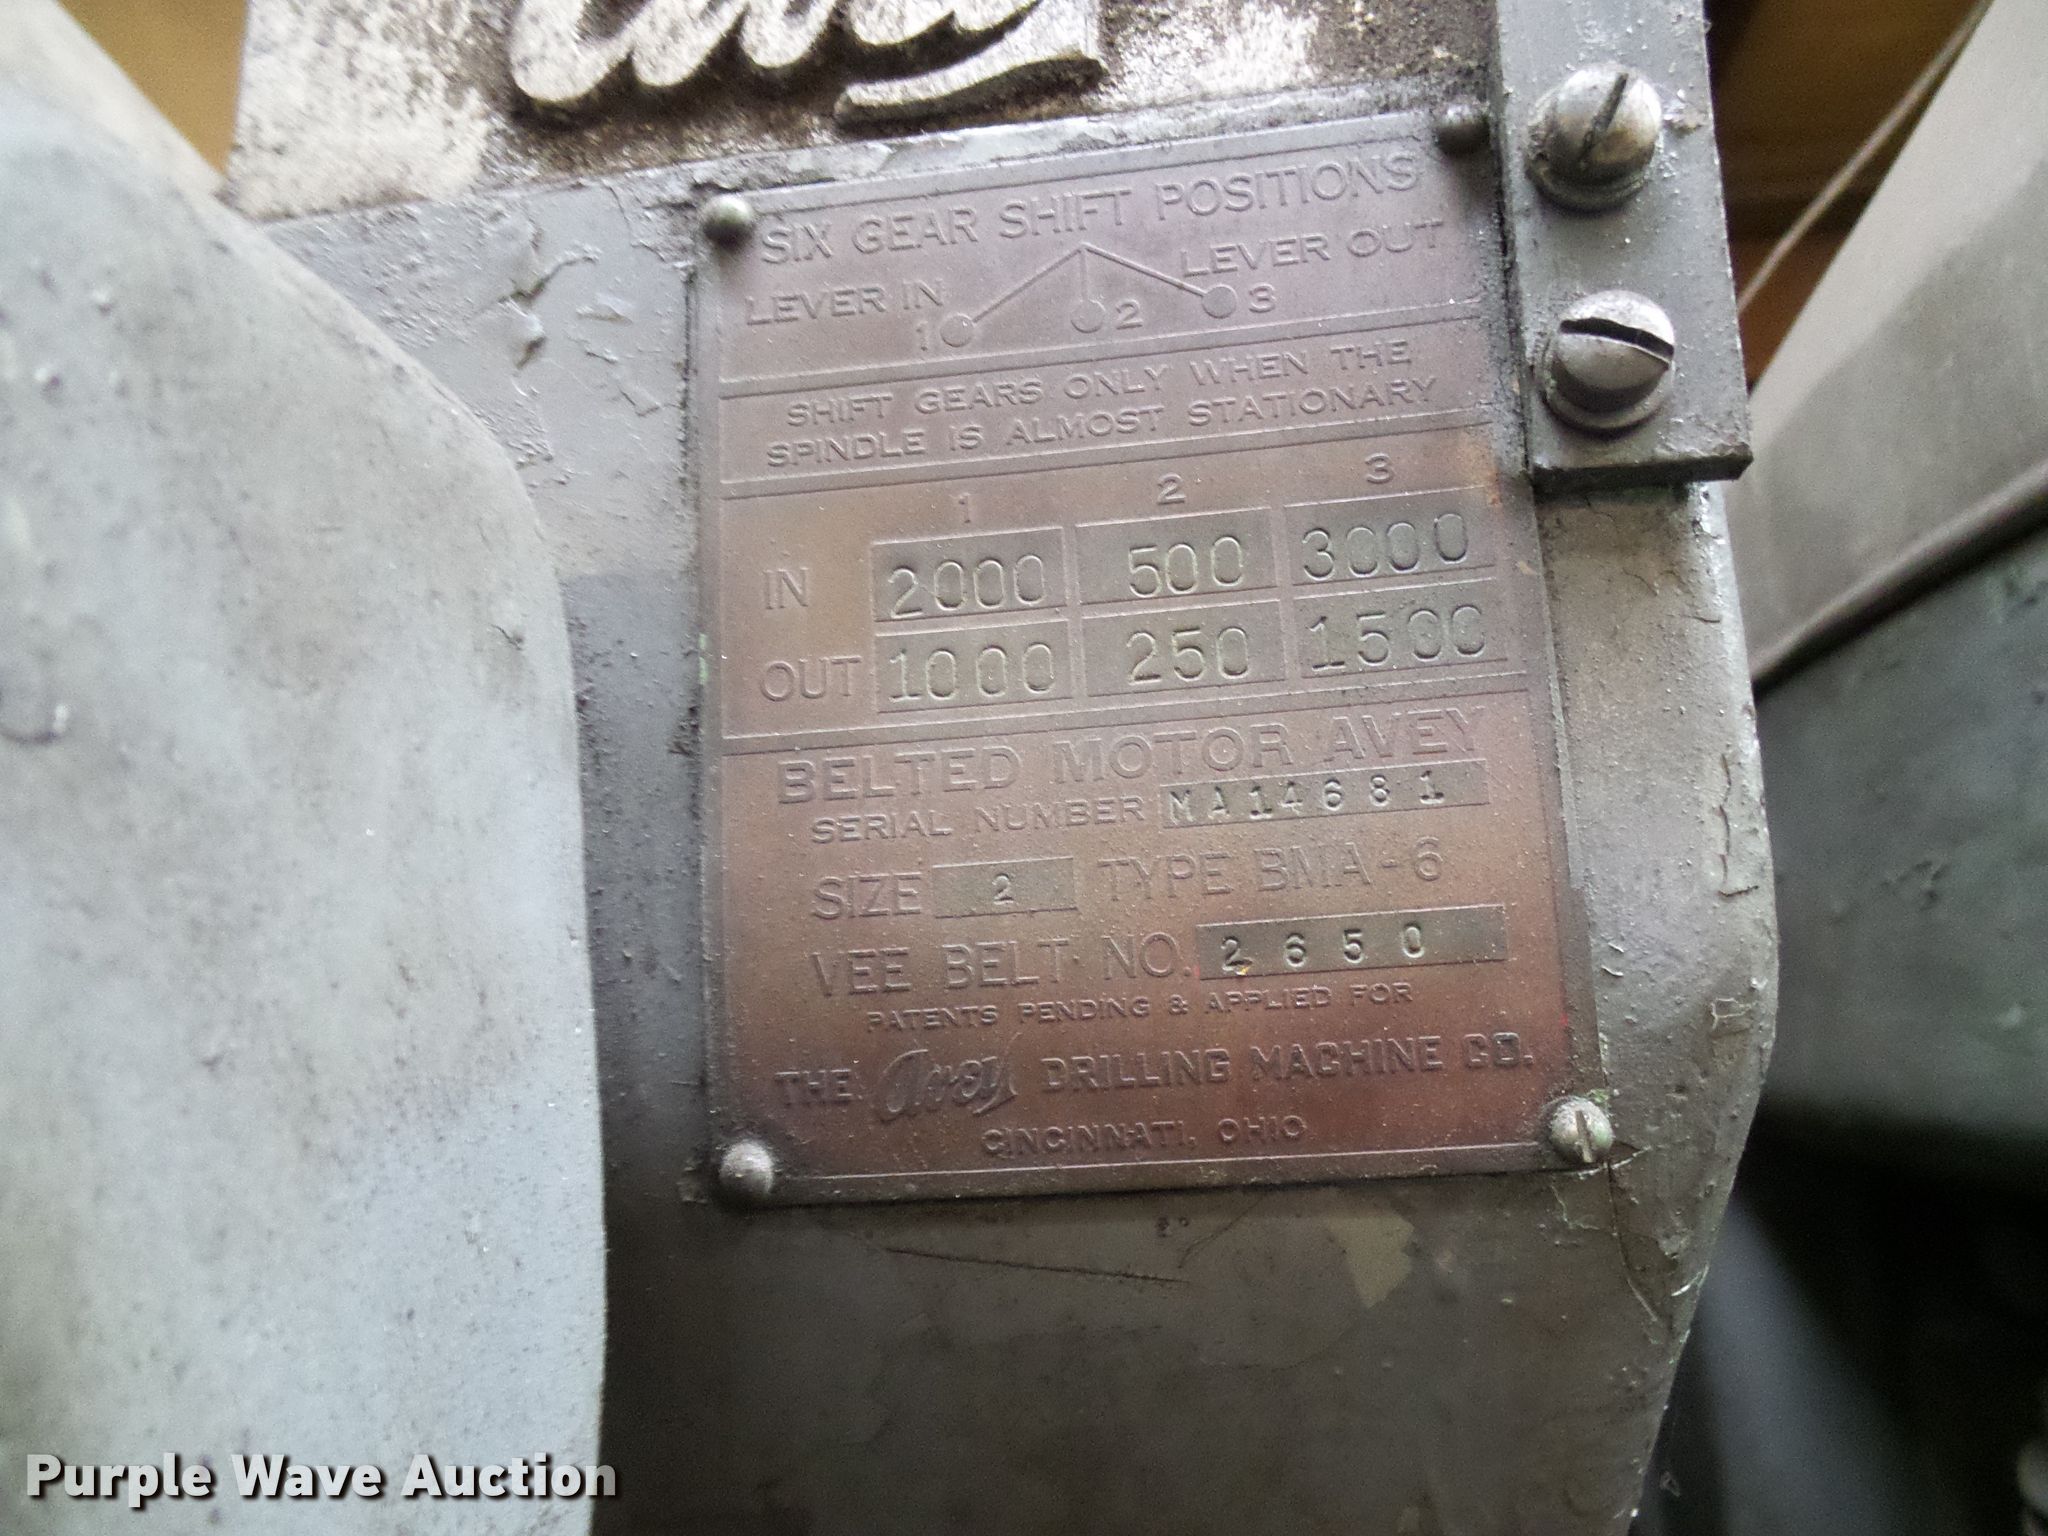 SIX GEAR SHIFT POSITIONS
LEVER IN
LEVER OUT
1 2 3
SHIFT GEARS ONLY WHEN THE
SPINDLE IS ALMOST STATIONARY
1 2 3
IN 2000 500 3000
OUT 1000 250 1500
BELTED MOTOR AVEY
SERIAL NUMBER MA14681
SIZE 2 TYPE BMA-6
VEE BELT NO. 2650
PATENTS PENDING & APPLIED FOR
THE Avey DRILLING MACHINE CO.
CINCINNATI, OHIO
Purple Wave Auction